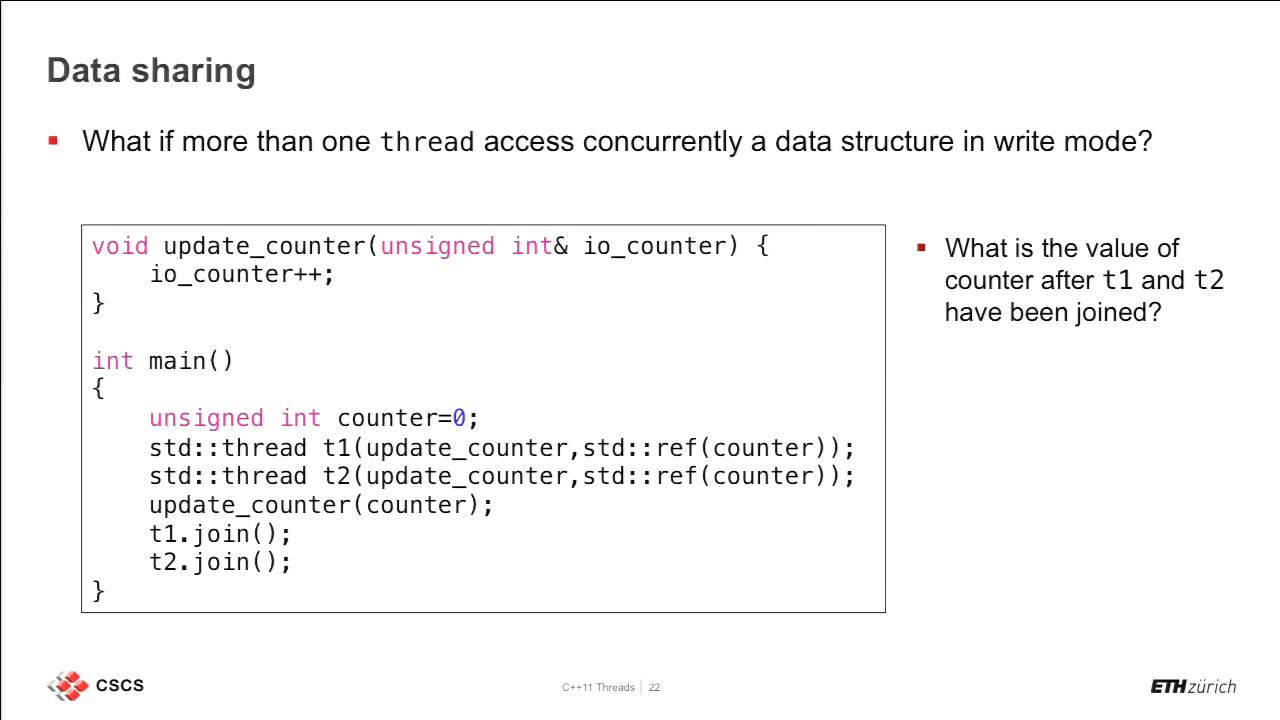 Data sharing
▪ What if more than one thread access concurrently a data structure in write mode?
void update_counter(unsigned int& io_counter) {
    io_counter++;
}
int main()
{
    unsigned int counter=0;
    std::thread t1(update_counter,std::ref(counter));
    std::thread t2(update_counter,std::ref(counter));
    update_counter(counter);
    t1.join();
    t2.join();
}
▪ What is the value of
counter after t1 and t2
have been joined?
CSCS
C++11 Threads | 22
ETH zürich